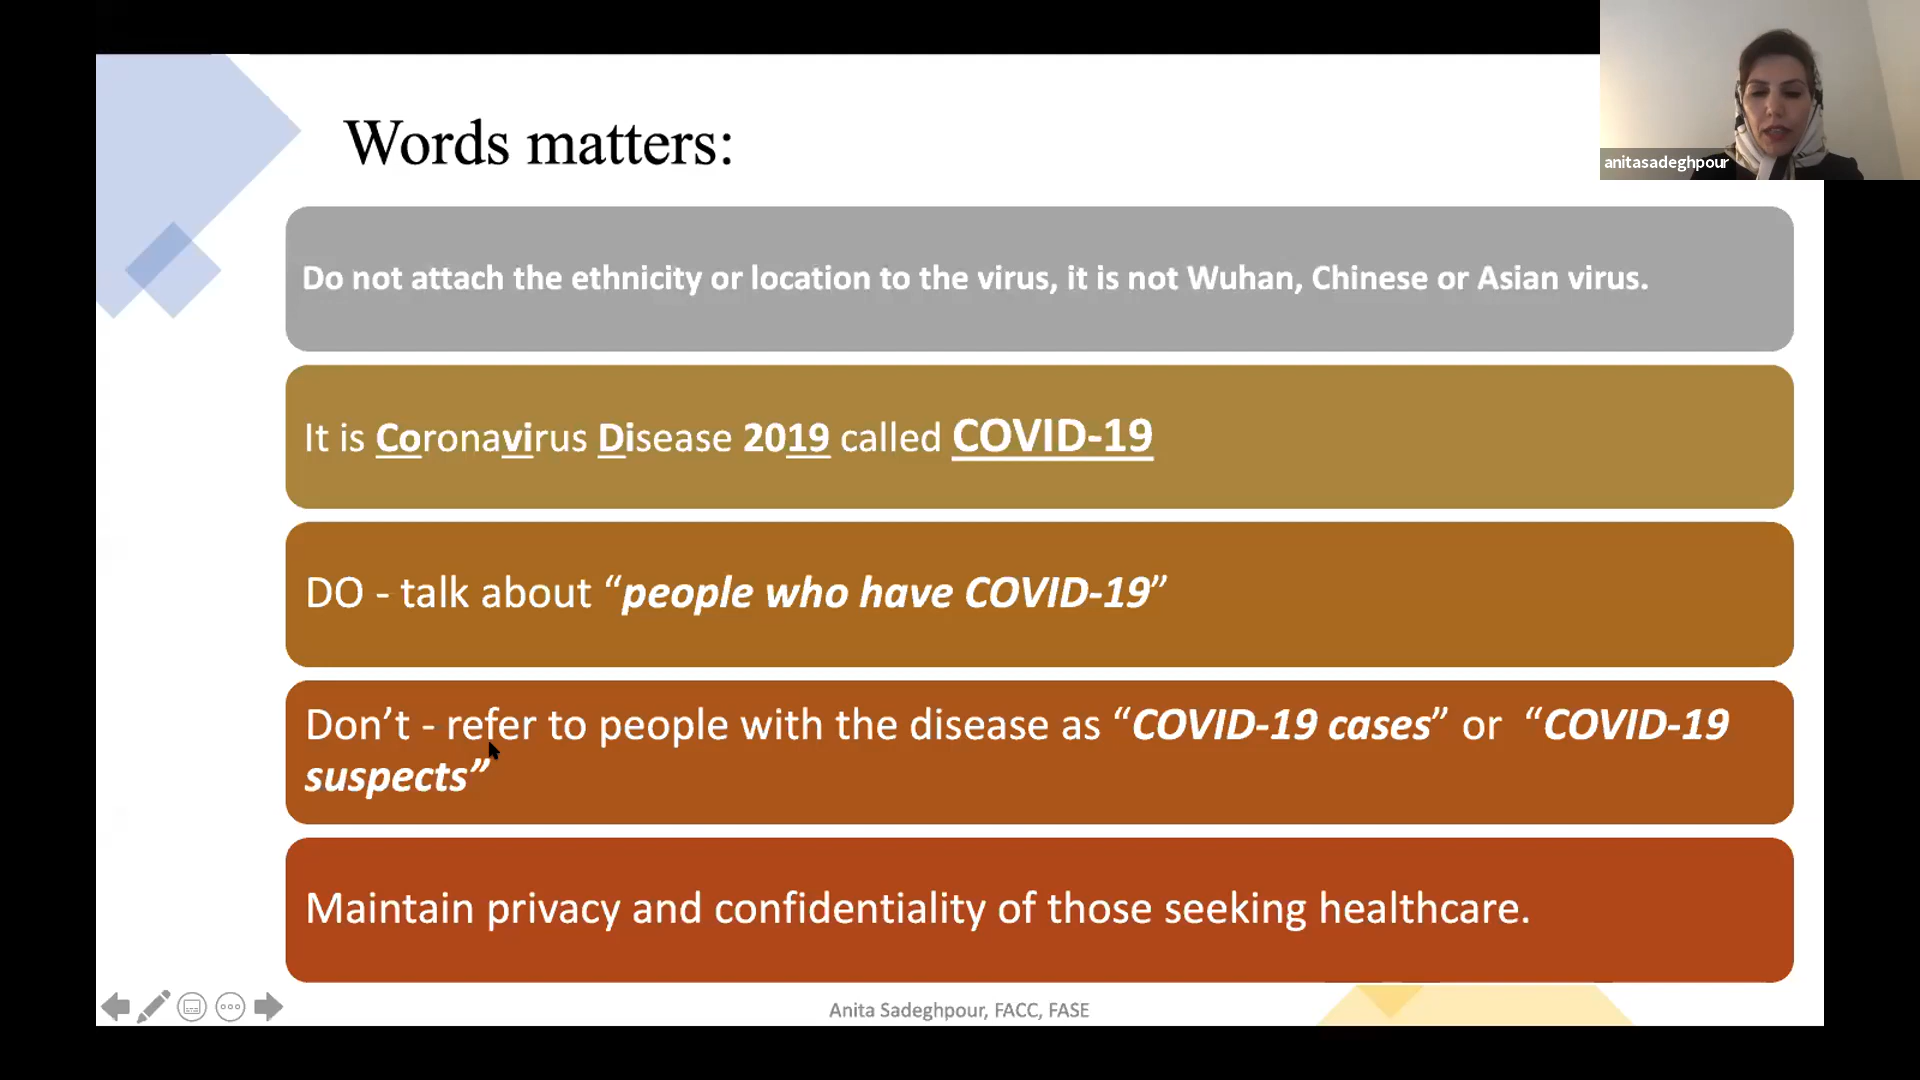 anitasadeghpour
Words matters:
Do not attach the ethnicity or location to the virus, it is not Wuhan, Chinese or Asian virus.
It is Coronavirus Disease 2019 called COVID-19
DO - talk about “people who have COVID-19”
Don’t - refer to people with the disease as “COVID-19 cases” or “COVID-19
suspects”
Maintain privacy and confidentiality of those seeking healthcare.
Anita Sadeghpour, FACC, FASE